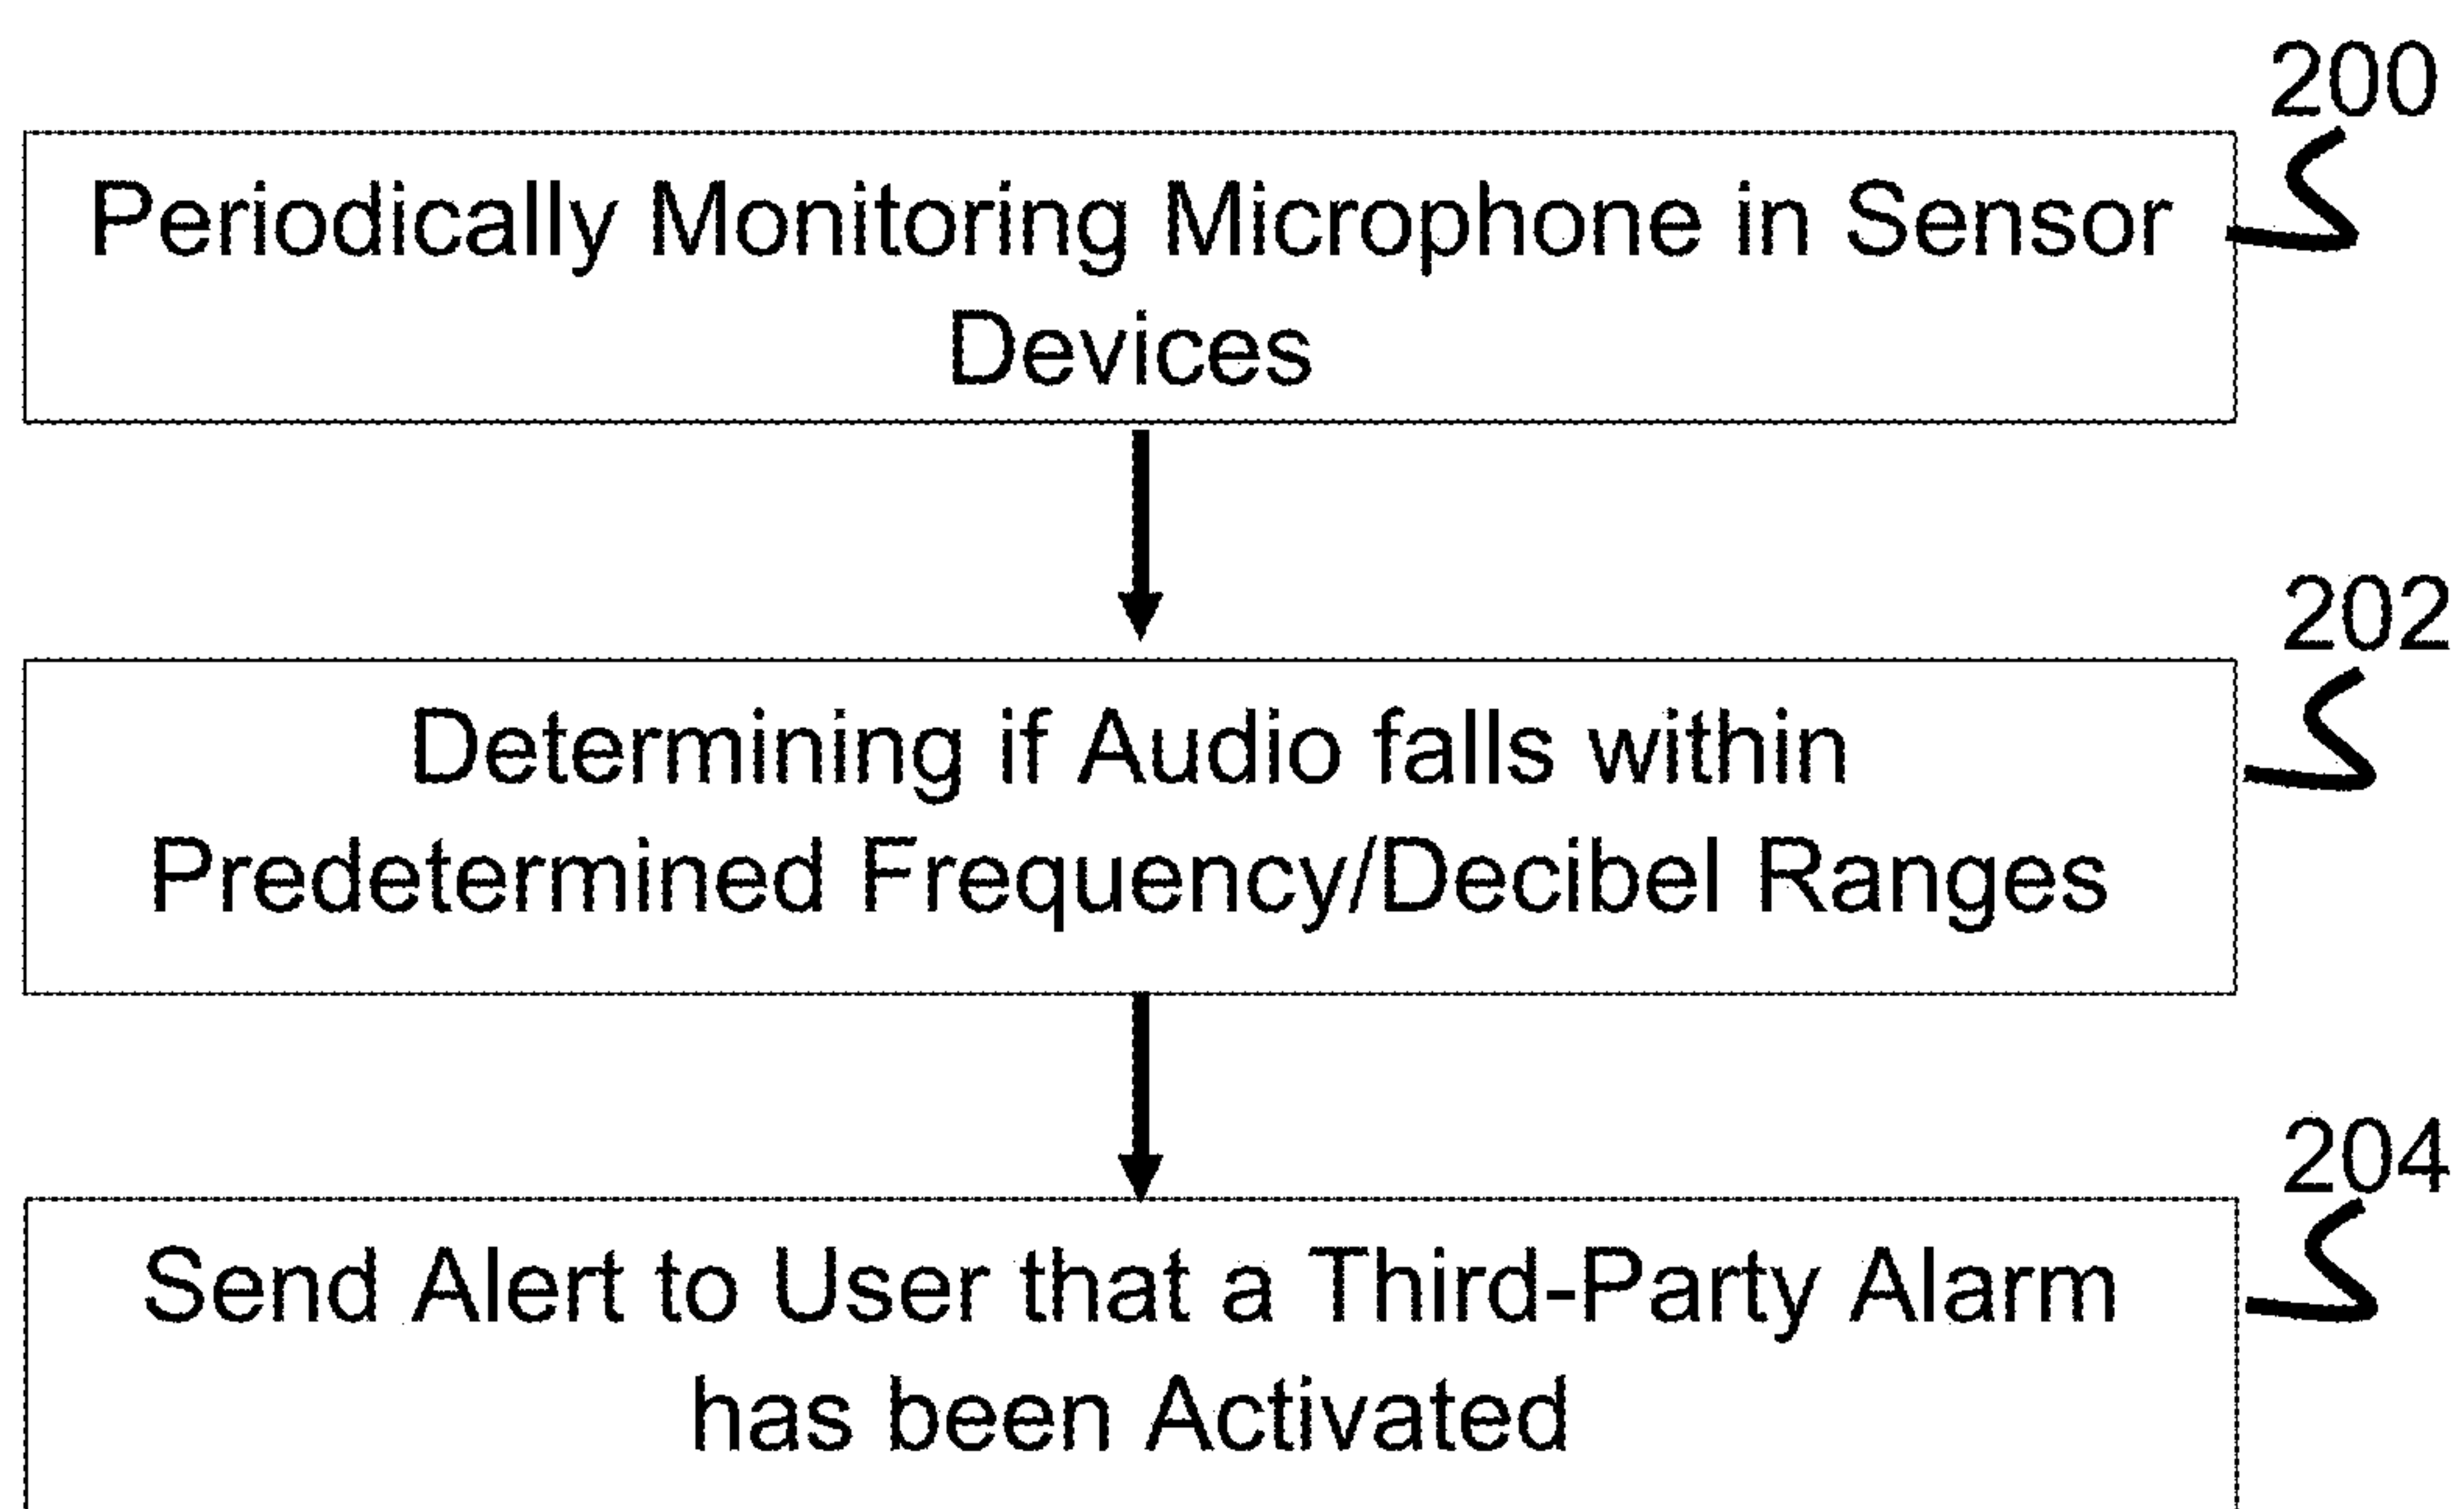 200
Periodically Monitoring Microphone in Sensor
Devices
202
Determining if Audio falls within
Predetermined Frequency/Decibel Ranges
204
Send Alert to User that a Third-Party Alarm
has been Activated